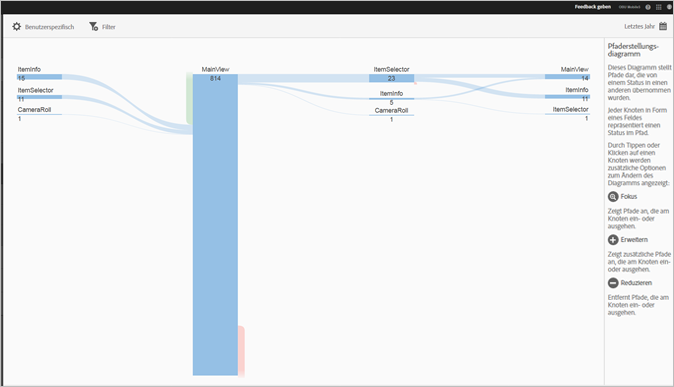 Feedback geben
Benutzerspezifisch
Filter
Letztes Jahr
ItemInfo
15
ItemSelector
11
CameraRoll
1
MainView
814
ItemSelector
23
ItemInfo
5
CameraRoll
1
MainView
14
ItemInfo
11
ItemSelector
1
Pfaderstellungs-
diagramm
Dieses Diagramm stellt
Pfade dar, die von
einem Status in einen
anderen übernommen
wurden.
Jeder Knoten in Form
eines Feldes
repräsentiert einen
Status im Pfad.
Durch Tippen oder
Klicken auf einen
Knoten werden
zusätzliche Optionen
zum Ändern des
Diagramms angezeigt:
Fokus
Zeigt Pfade an, die am
Knoten ein- oder
ausgehen.
Erweitern
Zeigt zusätzliche Pfade
an, die am Knoten ein-
oder ausgehen.
Reduzieren
Entfernt Pfade, die am
Knoten ein- oder
ausgehen.